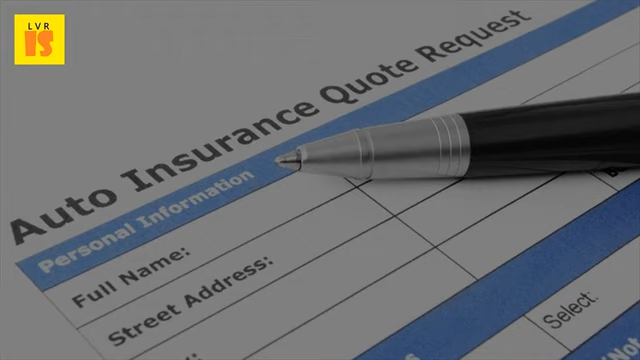 LVR
IS
Auto Insurance Quote Request
Personal Information
Full Name:
Street Address:
Select: